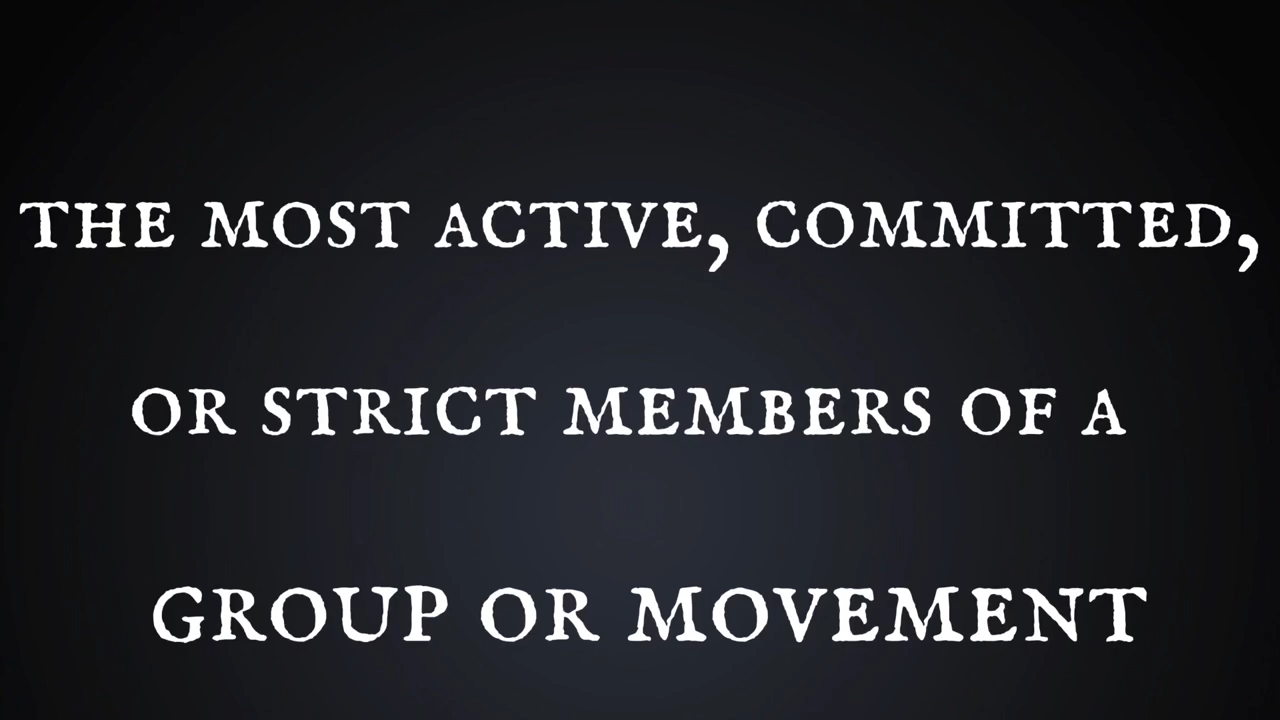 THE MOST ACTIVE, COMMITTED,
OR STRICT MEMBERS OF A
GROUP OR MOVEMENT